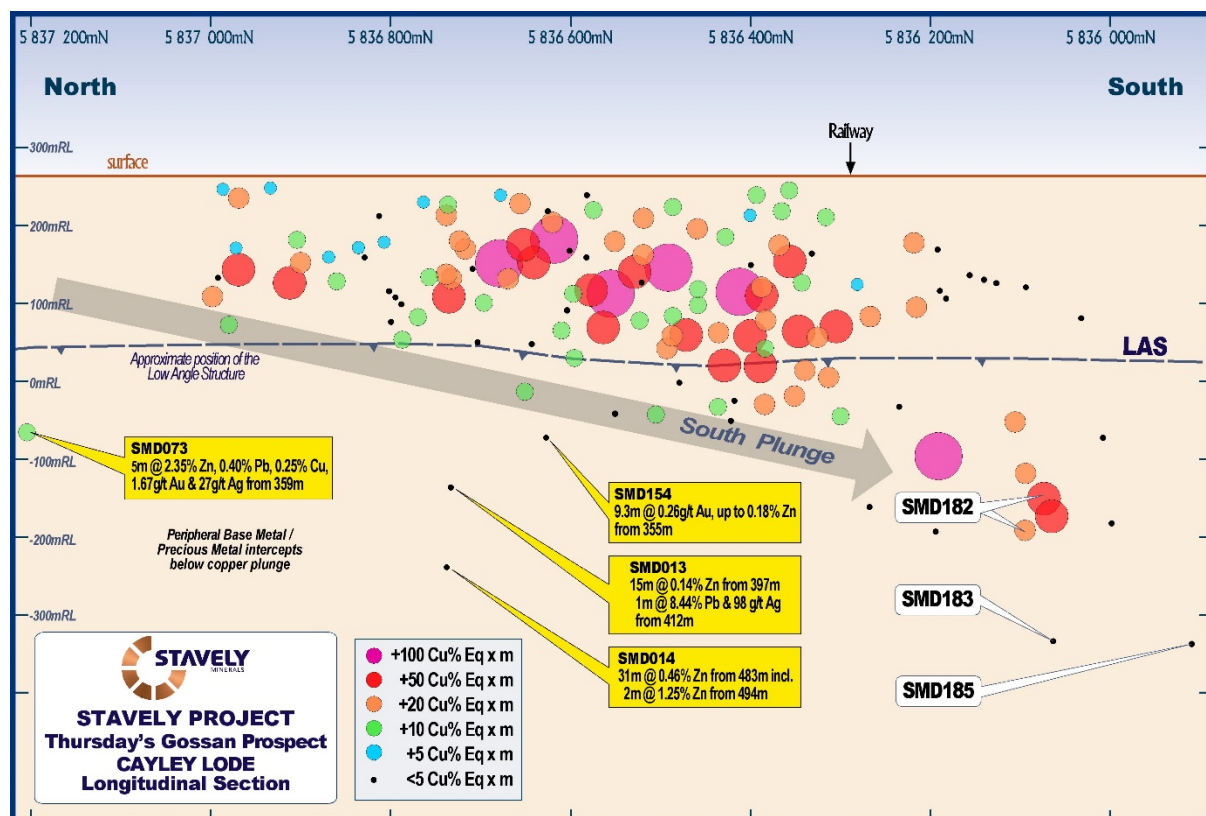 5 837 200mN
5 837 000mN
5 836 800mN
5 836 600mN
5 836 400mN
5 836 200mN
5 836 000mN
North
South
Railway
300mRL
surface
200mRL
100mRL
LAS
Approximate position of the
Low Angle Structure
0mRL
South Plunge
-100mRL
SMD073
5m @ 2.35% Zn, 0.40% Pb, 0.25% Cu,
1.67g/t Au & 27g/t Ag from 359m
SMD154
9.3m @ 0.26g/t Au, up to 0.18% Zn
from 355m
SMD182
Peripheral Base Metal /
Precious Metal intercepts
below copper plunge
-200mRL
SMD013
15m @ 0.14% Zn from 397m
1m @ 8.44% Pb & 98 g/t Ag
from 412m
SMD183
-300mRL
SMD014
31m @ 0.46% Zn from 483m incl.
2m @ 1.25% Zn from 494m
SMD185
STAVELY
MINERALS
STAVELY PROJECT
Thursday's Gossan Prospect
CAYLEY LODE
Longitudinal Section
+100 Cu% Eq x m
+50 Cu% Eq x m
+20 Cu% Eq x m
+10 Cu% Eq x m
+5 Cu% Eq x m
<5 Cu% Eq x m